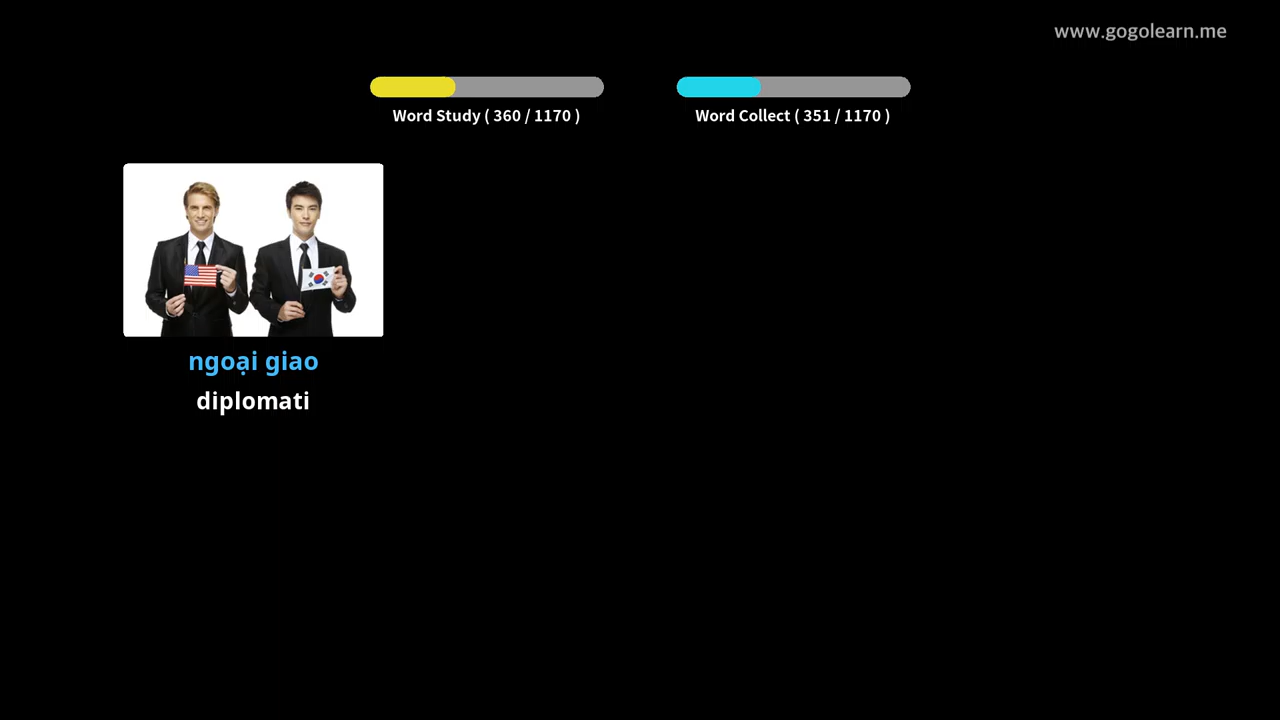 www.gogolearn.me
Word Study ( 360 / 1170 )
Word Collect ( 351 / 1170 )
ngoại giao
diplomati